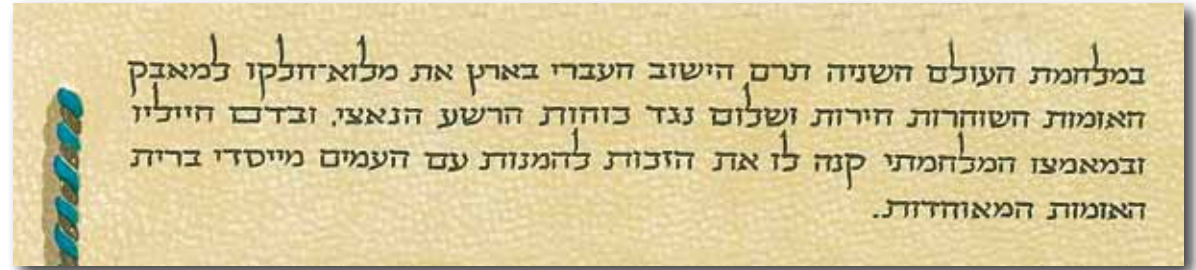 במלחמת העולם השניה תרם הישוב העברי בארץ את מלוא־חלקו למאבק
האומות השוחרות חירות ושלום נגד כוחות הרשע הנאצי, ובדם חייליו
ובמאמצו המלחמתי קנה לו את הזכות להמנות עם העמים מייסדי ברית
האומות המאוחדות.